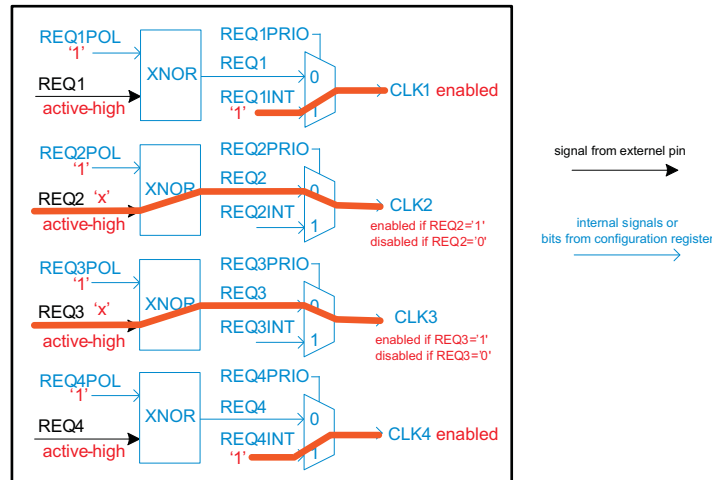 REQ1POL
'1'
REQ1
active-high
XNOR
REQ1PRIO
REQ1
REQ1INT
'1'
0
1
CLK1 enabled
REQ2POL
'1'
REQ2 'x'
active-high
XNOR
REQ2PRIO
REQ2
REQ2INT
0
1
CLK2
enabled if REQ2='1'
disabled if REQ2='0'
REQ3POL
'1'
REQ3 'x'
active-high
XNOR
REQ3PRIO
REQ3
REQ3INT
0
1
CLK3
enabled if REQ3='1'
disabled if REQ3='0'
REQ4POL
'1'
REQ4
active-high
XNOR
REQ4PRIO
REQ4
REQ4INT
'1'
0
1
CLK4 enabled
signal from externel pin
internal signals or
bits from configuration register